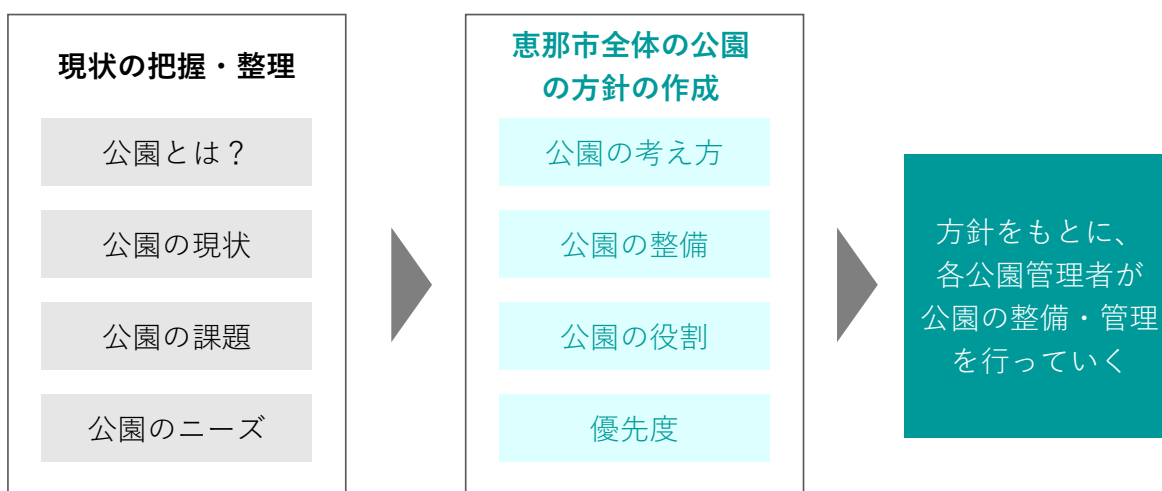 現状の把握・整理
公園とは？
公園の現状
公園の課題
公園のニーズ
恵那市全体の公園
の方針の作成
公園の考え方
公園の整備
公園の役割
優先度
方針をもとに、
各公園管理者が
公園の整備・管理
を行っていく